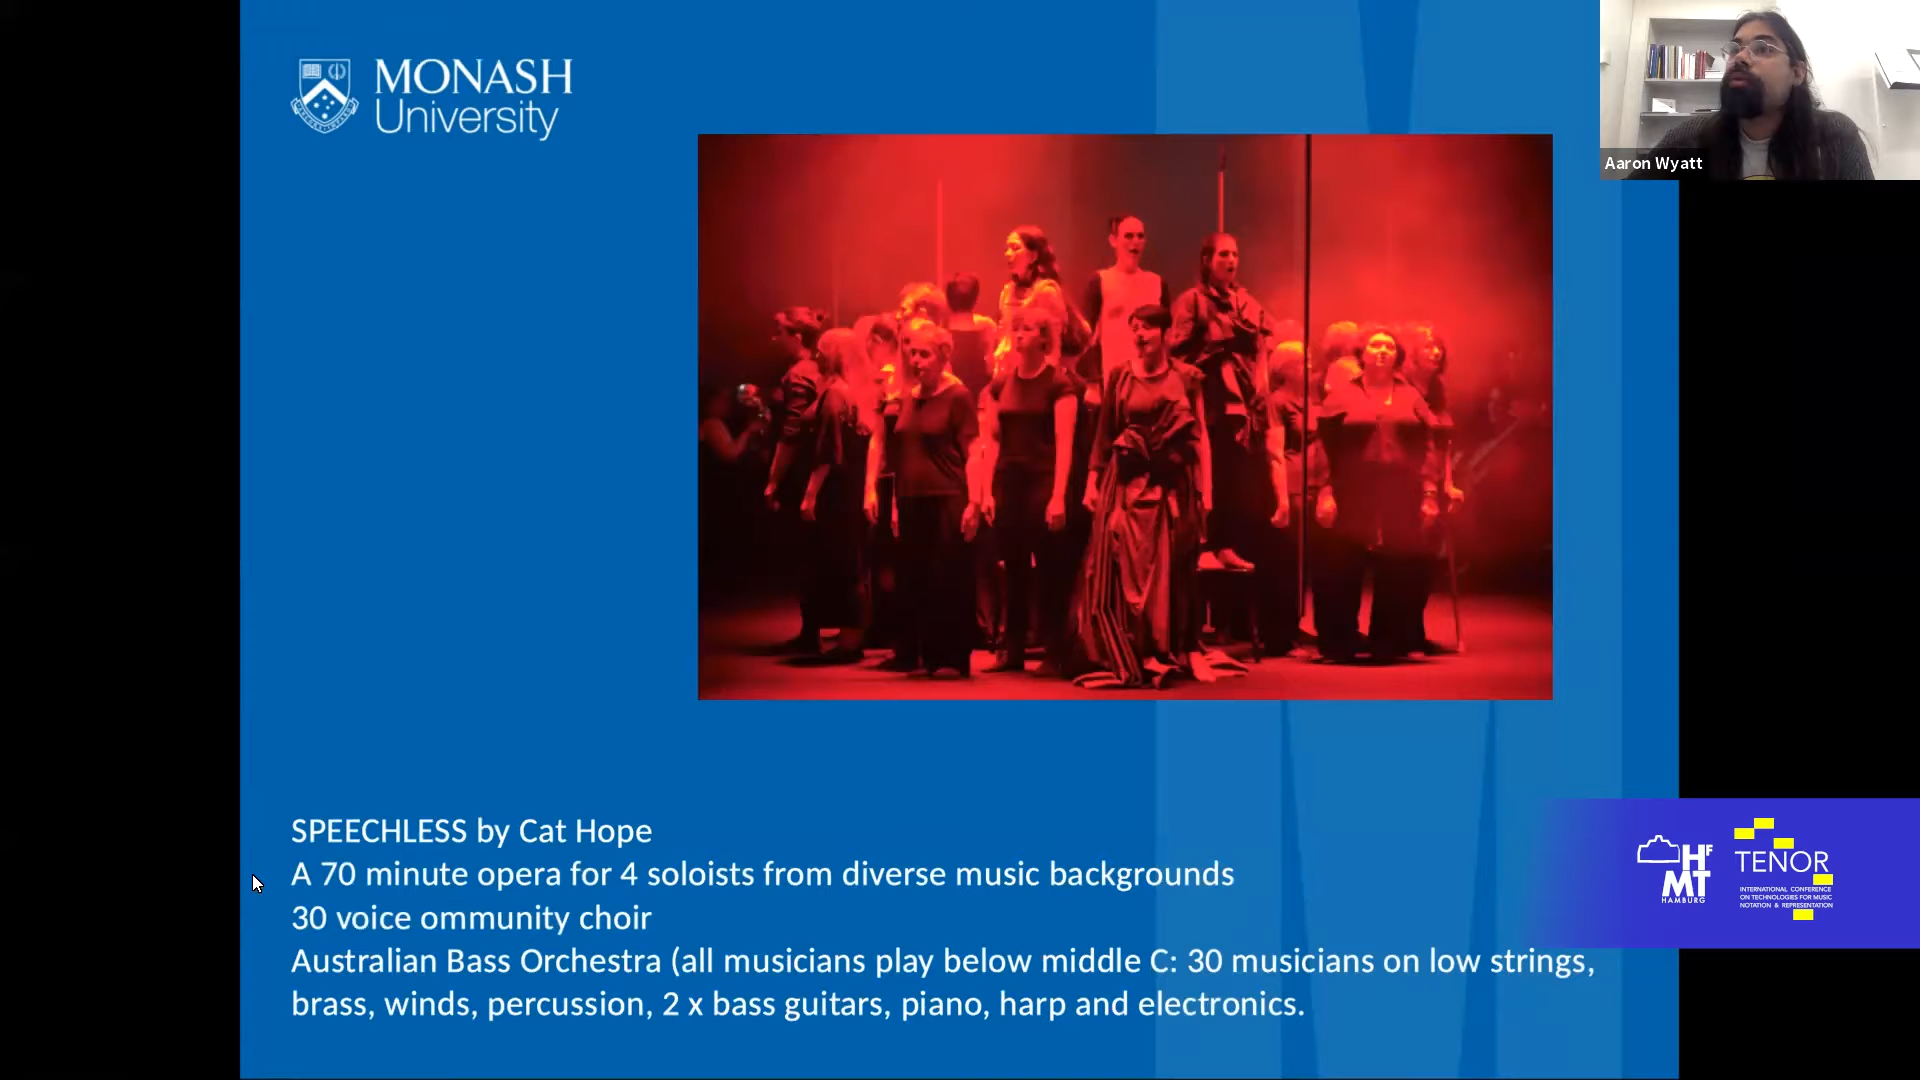 MONASH
University
Aaron Wyatt
SPEECHLESS by Cat Hope
A 70 minute opera for 4 soloists from diverse music backgrounds
30 voice ommunity choir
Australian Bass Orchestra (all musicians play below middle C: 30 musicians on low strings,
brass, winds, percussion, 2 x bass guitars, piano, harp and electronics.
HF
MT
HAMBURG
TENOR
INTERNATIONAL CONFERENCE
ON TECHNOLOGIES FOR MUSIC
NOTATION & REPRESENTATION